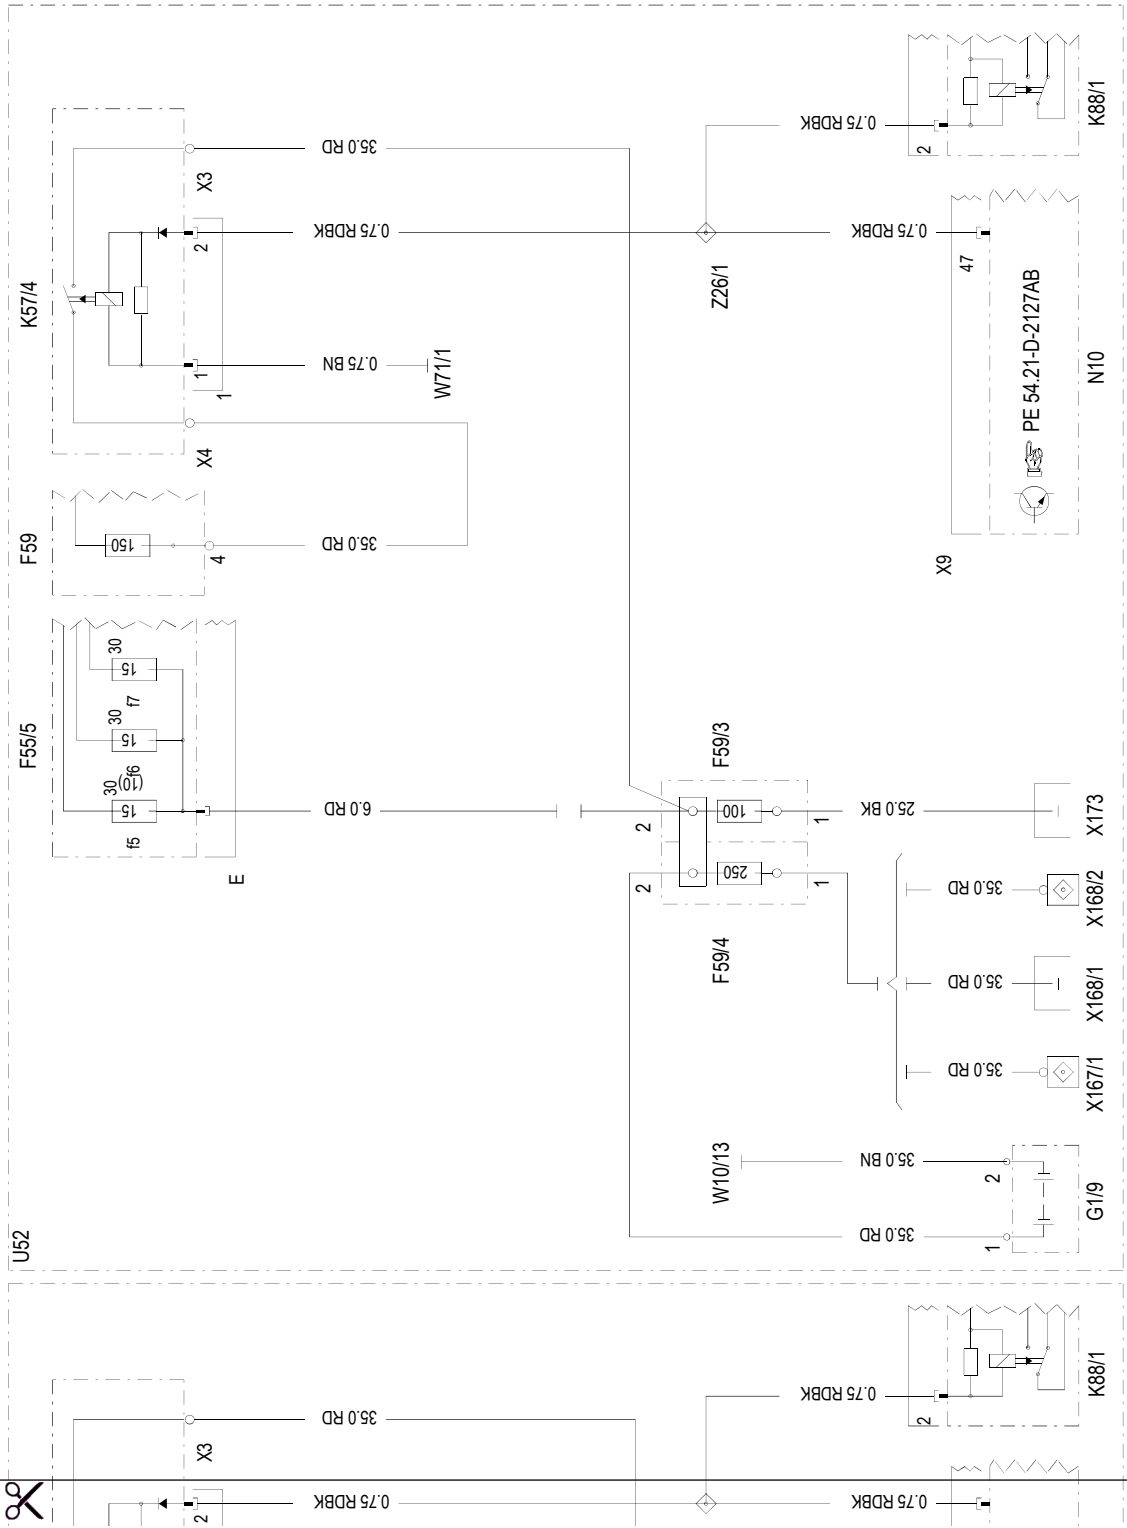 K88/1
0.75 RDBK
2
35.0 RD
X3
0.75 RDBK
2
0.75 RDBK
47
Z26/1
K57/4
PE 54.21-D-2127AB
N10
0.75 BN
1
1
W71/1
X4
F59
150
4
35.0 RD
X9
F55/5
30
15
f7
30
15
f6
(10)
30
15
f5
E
6.0 RD
F59/3
2
100
1
25.0 BK
X173
2
250
1
F59/4
35.0 RD
X168/2
35.0 RD
X168/1
35.0 RD
X167/1
W10/13
35.0 BN
2
G1/9
35.0 RD
1
U52
K88/1
0.75 RDBK
2
35.0 RD
X3
0.75 RDBK
2
0.75 RDBK